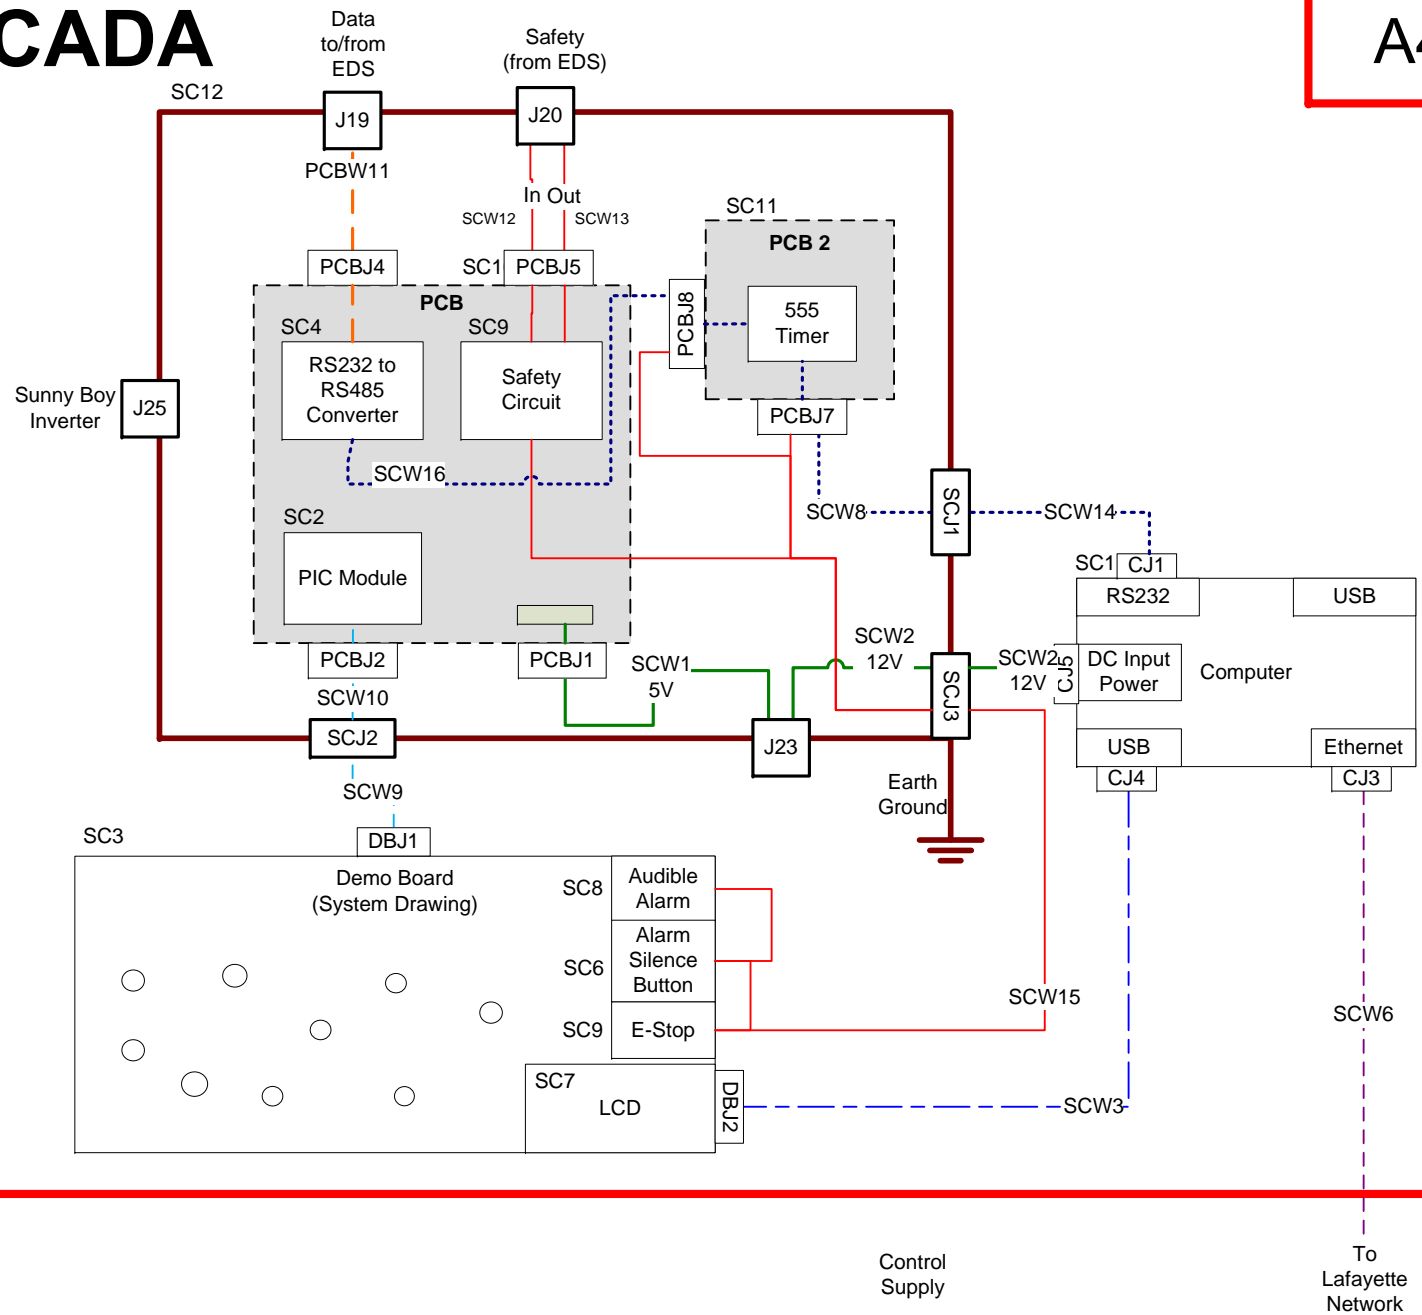 CADA
A4
Data
to/from
EDS
Safety
(from EDS)
SC12
J19
J20
PCBW11
In Out
SCW12
SCW13
SC11
PCB 2
PCBJ4
SC1
PCBJ5
PCBJ8
555
Timer
PCB
SC4
SC9
RS232 to
RS485
Converter
Safety
Circuit
Sunny Boy
Inverter
J25
PCBJ7
SCW16
SCW8
SCJ1
SCW14
SC2
PIC Module
SC1
CJ1
RS232
USB
PCBJ2
PCBJ1
SCW1
5V
SCW2
12V
SCJ3
SCW2
12V
CJ5
DC Input
Power
Computer
SCW10
SCJ2
J23
USB
Ethernet
CJ4
CJ3
Earth
Ground
SCW9
SC3
DBJ1
Demo Board
(System Drawing)
SC8
Audible
Alarm
SC6
Alarm
Silence
Button
SC9
E-Stop
SCW15
SCW6
SC7
LCD
DBJ2
SCW3
Control
Supply
To
Lafayette
Network